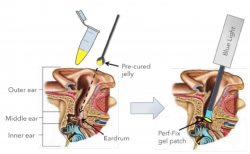 Blue Light
Pre-cured
jelly
Outer ear
Middle ear
Inner ear
Eardrum
Perf-Fix
gel patch